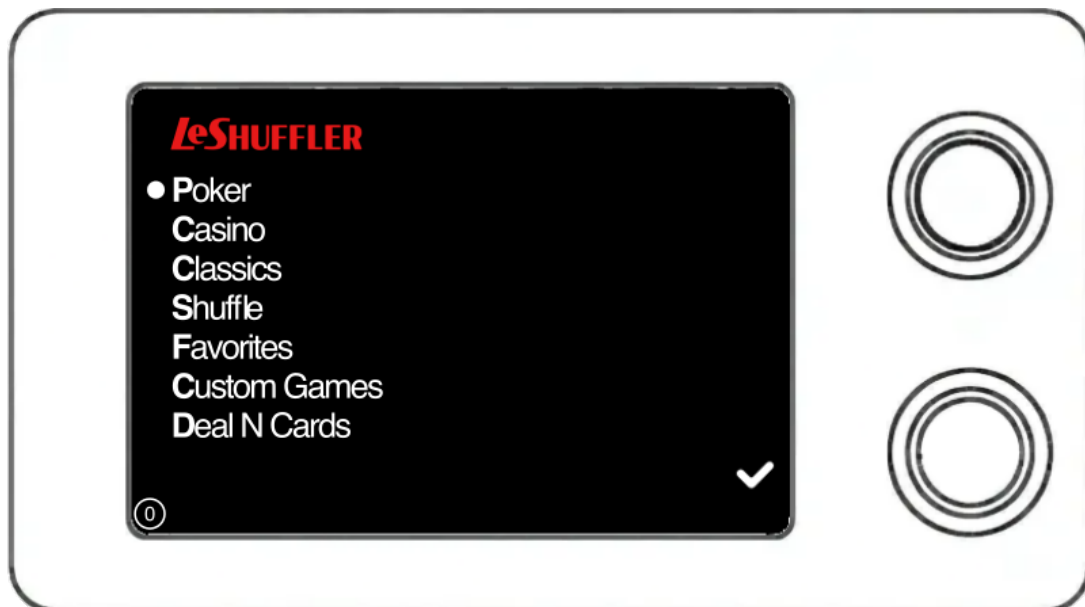 LeSHUFFLER
Poker
Casino
Classics
Shuffle
Favorites
Custom Games
Deal N Cards
0